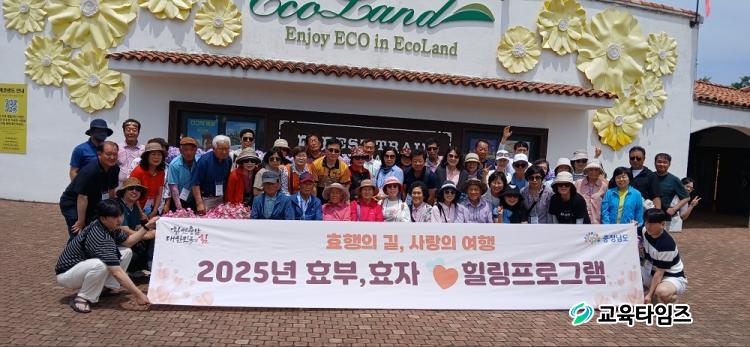 EcoLand
Enjoy ECO in EcoLand
FOREST TRAIN
효행의 길, 사랑의 여행
충청남도
2025년 효부,효자 힐링프로그램
교육타임즈